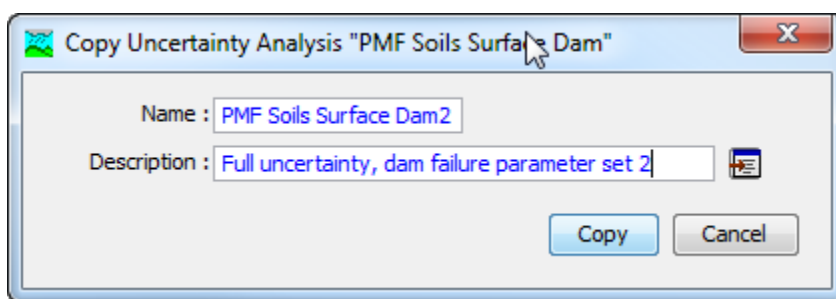 Copy Uncertainty Analysis "PMF Soils Surface Dam"
Name : PMF Soils Surface Dam2
Description : Full uncertainty, dam failure parameter set 2
Copy Cancel